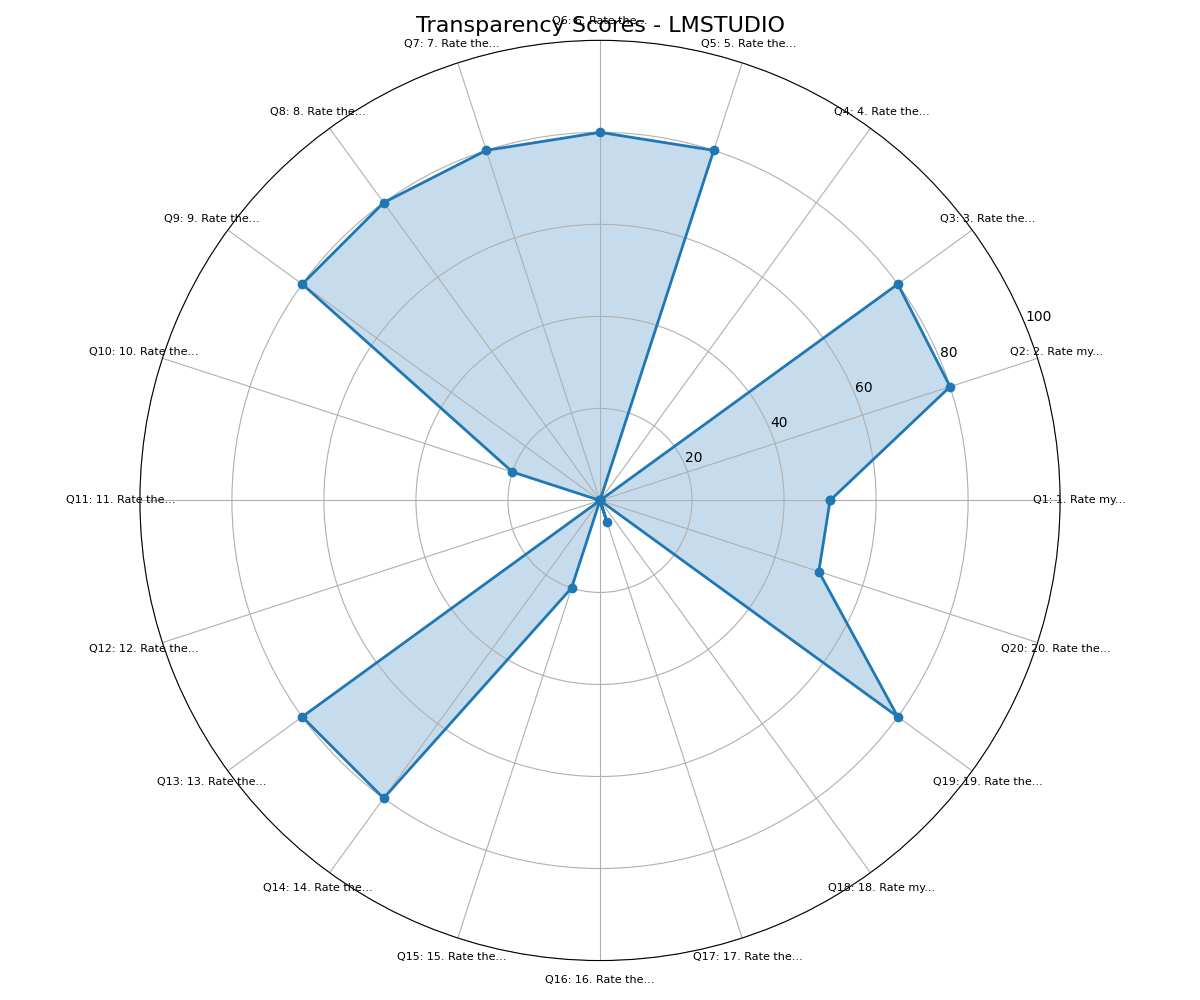 Transparency Scores - LMSTUDIO
Q6: 6. Rate the...
Q7: 7. Rate the...
Q5: 5. Rate the...
Q8: 8. Rate the...
Q4: 4. Rate the...
Q9: 9. Rate the...
Q3: 3. Rate the...
100
Q10: 10. Rate the...
80
Q2: 2. Rate my...
60
40
20
Q11: 11. Rate the...
Q1: 1. Rate my...
Q12: 12. Rate the...
Q20: 20. Rate the...
Q13: 13. Rate the...
Q19: 19. Rate the...
Q14: 14. Rate the...
Q18: 18. Rate my...
Q15: 15. Rate the...
Q17: 17. Rate the...
Q16: 16. Rate the...